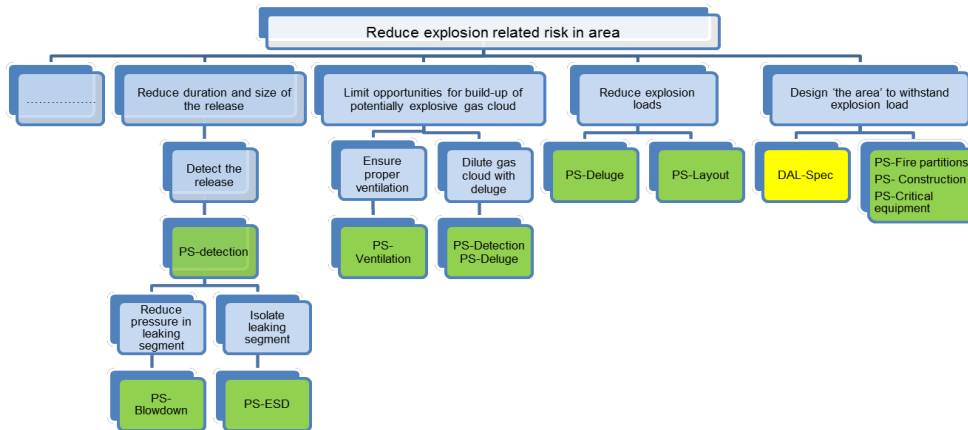 Reduce explosion related risk in area
………………
Reduce duration and size of
the release
Limit opportunities for build-up of
potentially explosive gas cloud
Reduce explosion
loads
Design 'the area' to withstand
explosion load
Detect the
release
Ensure
proper
ventilation
Dilute gas
cloud with
deluge
PS-Deluge
PS-Layout
DAL-Spec
PS-Fire partitions
PS- Construction
PS-Critical
equipment
PS-detection
PS-
Ventilation
PS-Detection
PS-Deluge
Reduce
pressure in
leaking
segment
Isolate
leaking
segment
PS-
Blowdown
PS-ESD